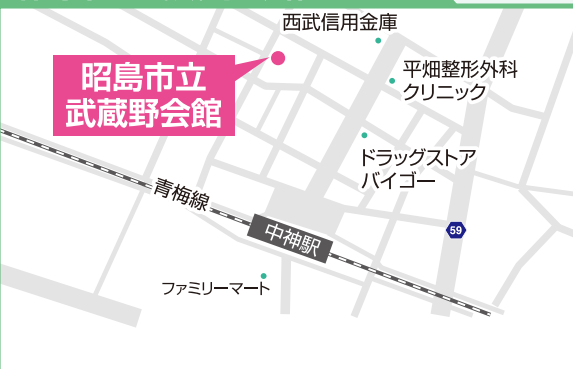 西武信用金庫
昭島市立
武蔵野会館
平畑整形外科
クリニック
ドラッグストア
バイゴー
青梅線
中神駅
59
ファミリーマート